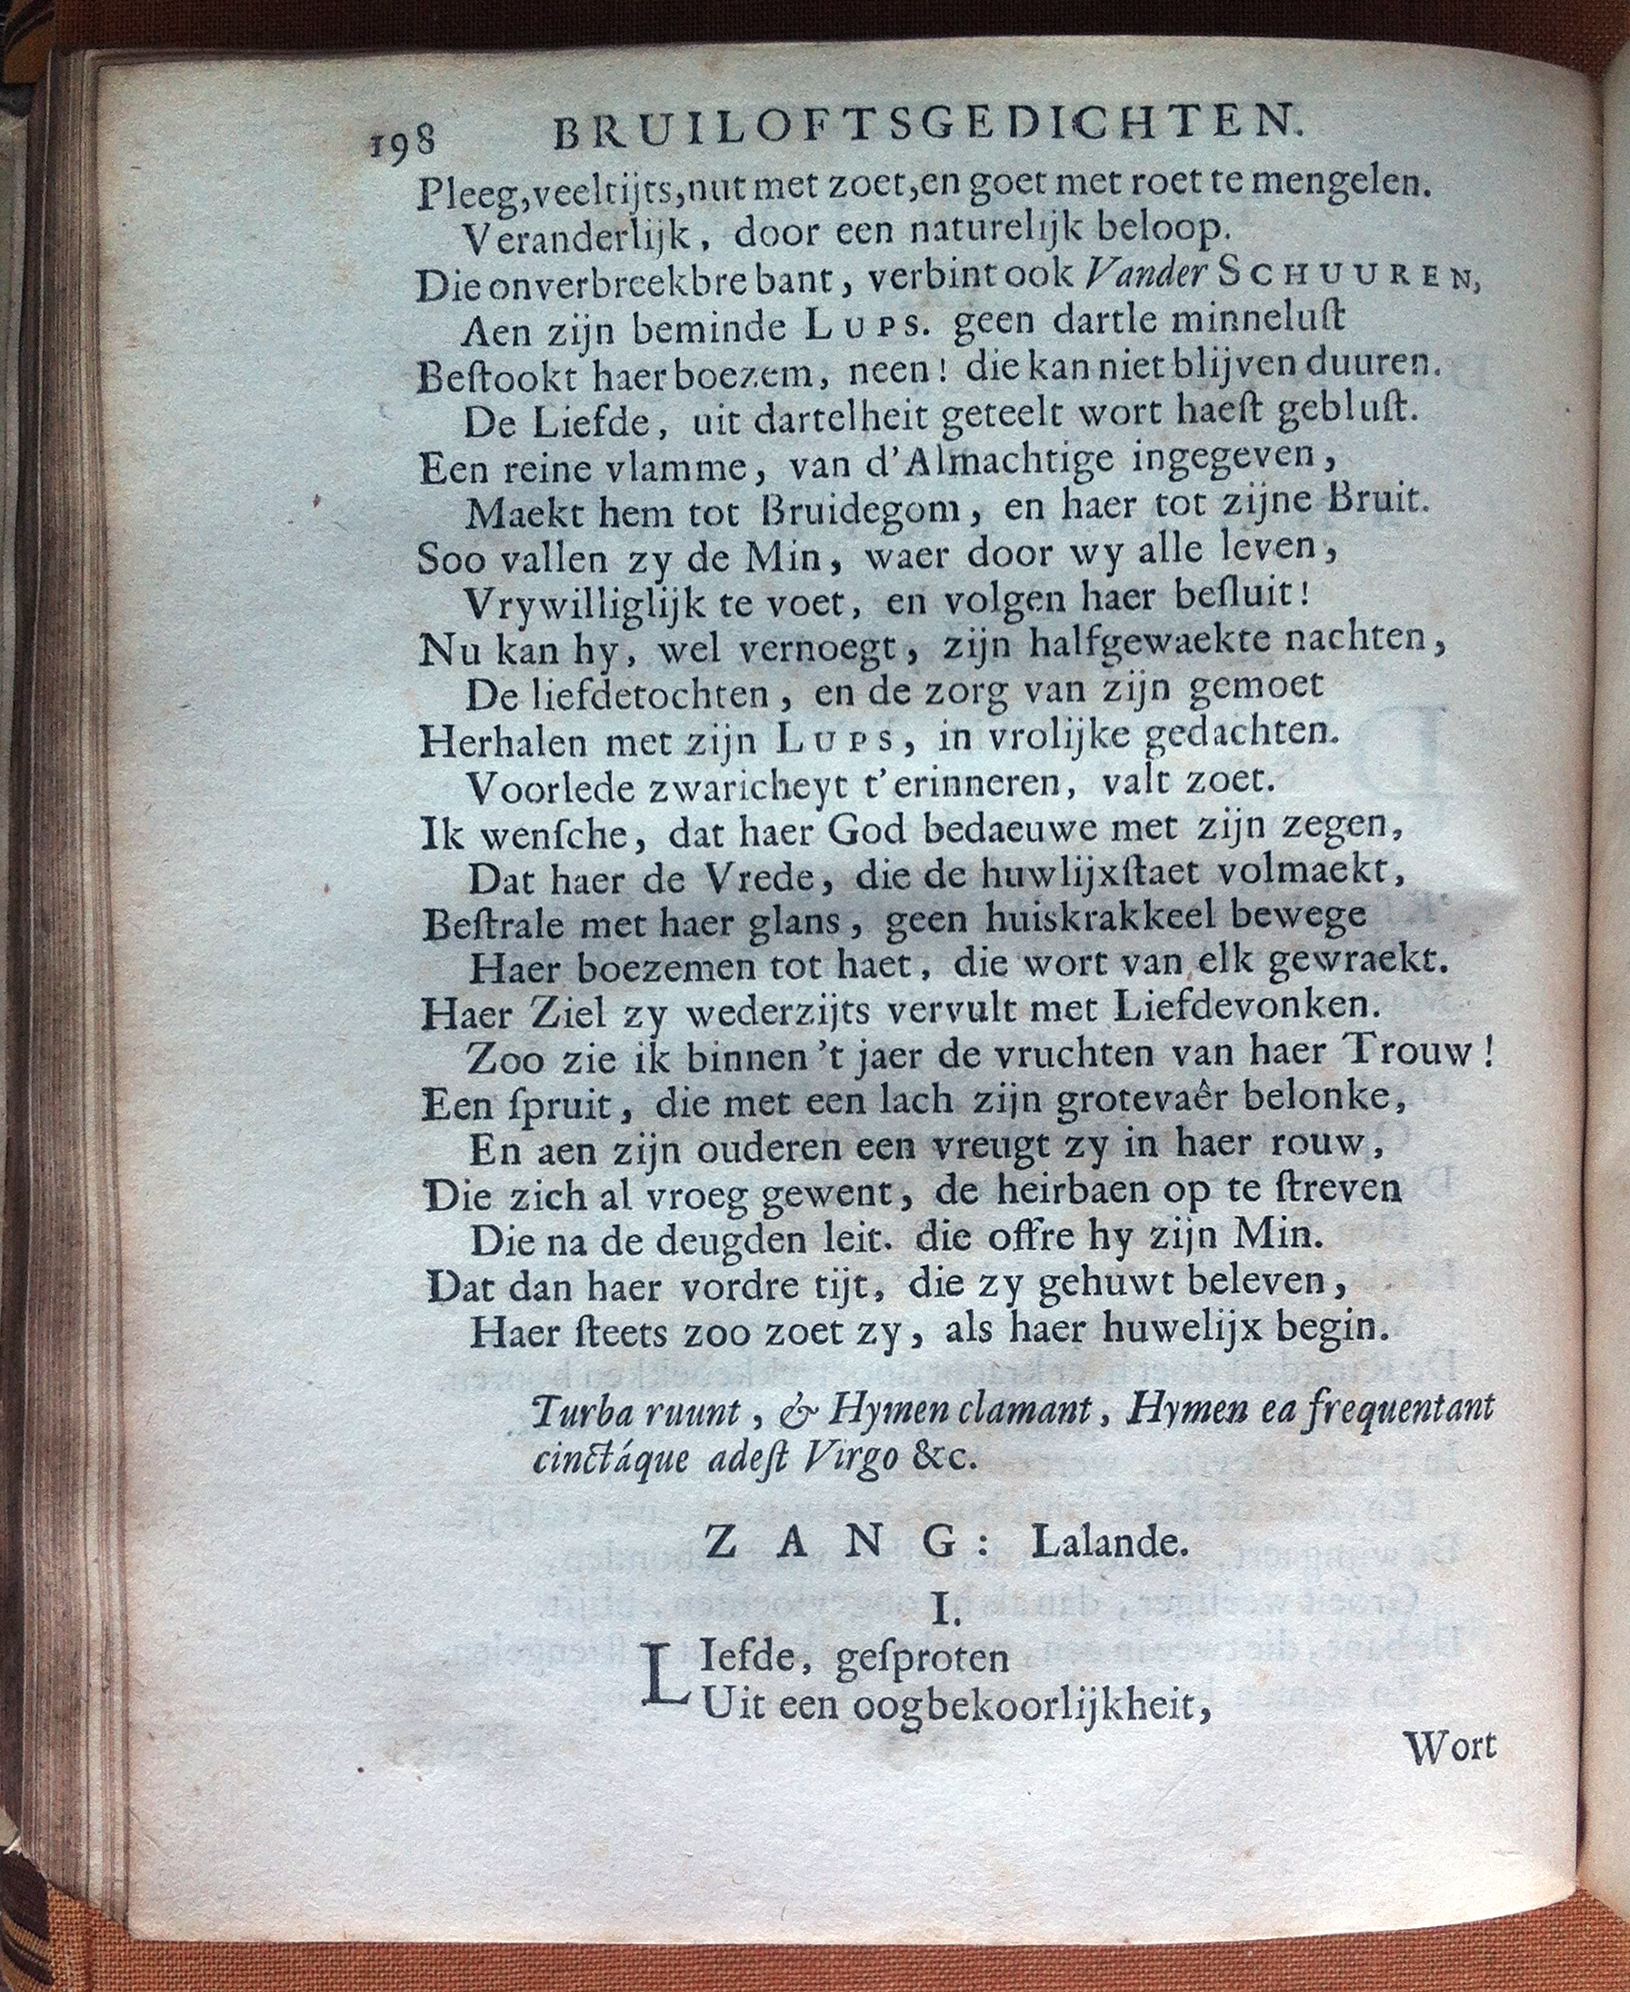 198 BRUILOFTSGEDICHTEN.
Pleeg, veeltijts, nut met zoet, en goet met roet te mengelen.
Veranderlijk, door een naturelijk beloop.
Die onverbreekbre bant, verbint ook Vander SCHUUREN,
Aen zijn beminde LUPS. geen dartle minneluſt
Beſtookt haer boezem, neen! die kan niet blijven duuren.
De Liefde, uit dartelheit geteelt wort haeſt gebluſt.
Een reine vlamme, van d'Almachtige ingegeven,
Maekt hem tot Bruidegom, en haer tot zijne Bruit.
Soo vallen zy de Min, waer door wy alle leven,
Vrywilliglijk te voet, en volgen haer beſluit!
Nu kan hy, wel vernoegt, zijn halfgewaekte nachten,
De liefdetochten, en de zorg van zijn gemoet
Herhalen met zijn LUPS, in vrolijke gedachten.
Voorlede zwaricheyt t'erinneren, valt zoet.
Ik wenſche, dat haer God bedaeuwe met zijn zegen,
Dat haer de Vrede, die de huwlijxſtaet volmaekt,
Beſtrale met haer glans, geen huiskrakkeel bewege
Haer boezemen tot haet, die wort van elk gewraekt.
Haer Ziel zy wederzijts vervult met Liefdevonken.
Zoo zie ik binnen 't jaer de vruchten van haer Trouw!
Een ſpruit, die met een lach zijn grotevaêr belonke,
En aen zijn ouderen een vreugt zy in haer rouw,
Die zich al vroeg gewent, de heirbaen op te ſtreven
Die na de deugden leit. die offre hy zijn Min.
Dat dan haer vordre tijt, die zy gehuwt beleven,
Haer ſteets zoo zoet zy, als haer huwelijx begin.
Turba ruunt, & Hymen clamant, Hymen ea frequentant
cinctáque adeſt Virgo &c.
ZANG: Lalande.
I.
LIefde, geſproten
Uit een oogbekoorlijkheit,
Wort